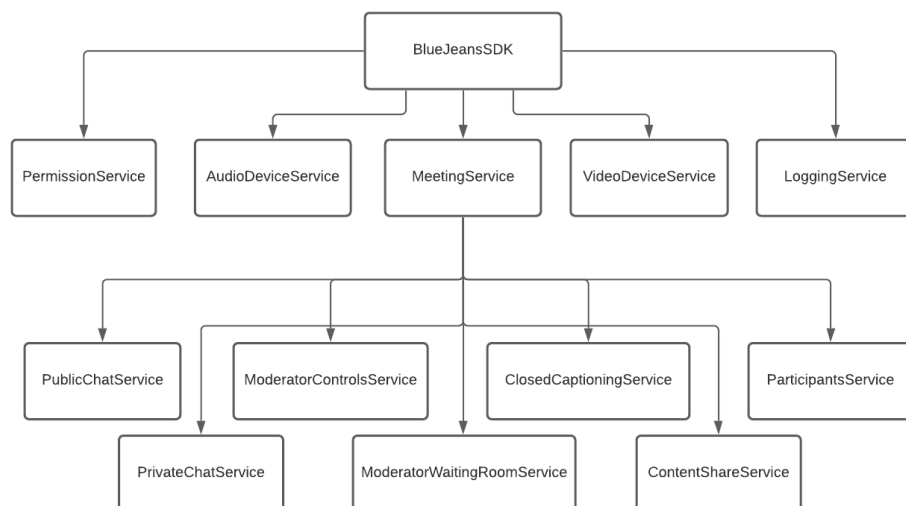 BlueJeansSDK
PermissionService
AudioDeviceService
MeetingService
VideoDeviceService
LoggingService
PublicChatService
ModeratorControlsService
ClosedCaptioningService
ParticipantsService
PrivateChatService
ModeratorWaitingRoomService
ContentShareService